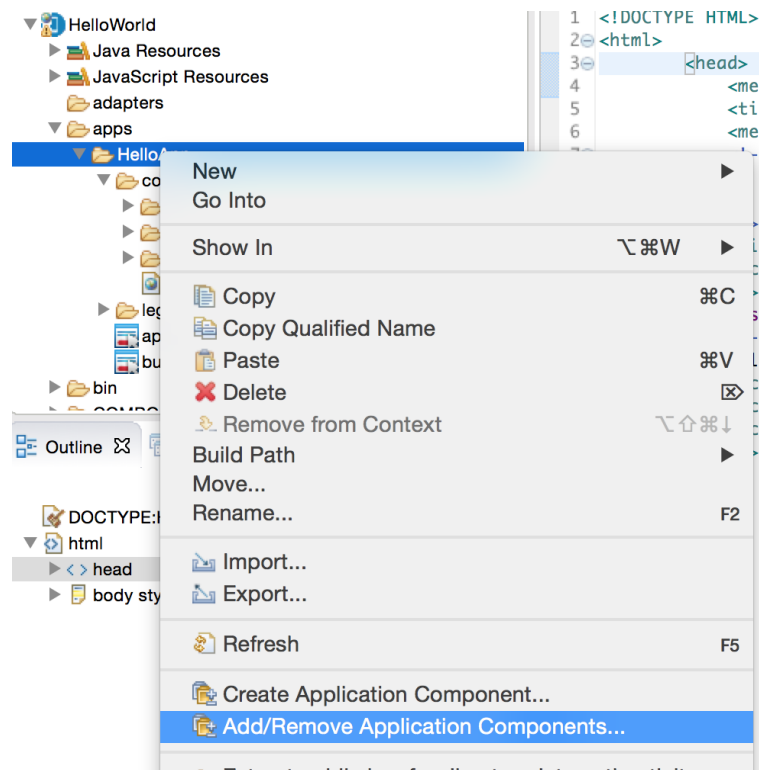 HelloWorld
Java Resources
JavaScript Resources
adapters
apps
bin
Outline
html
head
body
1 <!DOCTYPE HTML>
2 <html>
3 <head>
4
5
6
New
Go Into
Show In ⌥⌘W
Copy ⌘C
Copy Qualified Name
Paste ⌘V
Delete ⌦
Remove from Context ⌥⇧⌘↓
Build Path
Move...
Rename... F2
Import...
Export...
Refresh F5
Create Application Component...
Add/Remove Application Components...